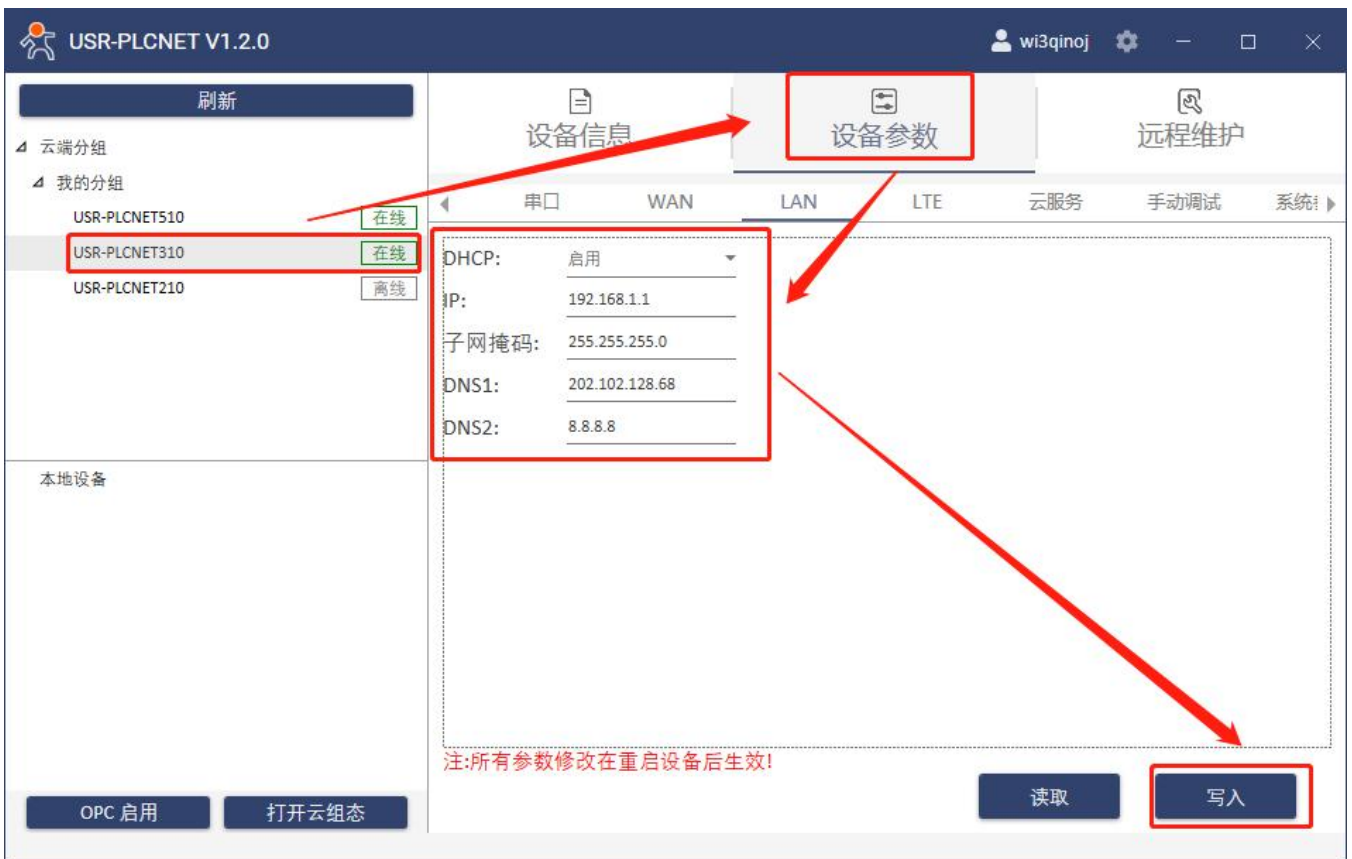 USR-PLCNET V1.2.0
wi3qinoj
刷新
云端分组
我的分组
USR-PLCNET510 在线
USR-PLCNET310 在线
USR-PLCNET210 离线
本地设备
OPC 启用 打开云组态
设备信息 设备参数 远程维护
串口 WAN LAN LTE 云服务 手动调试 系统
DHCP: 启用
IP: 192.168.1.1
子网掩码: 255.255.255.0
DNS1: 202.102.128.68
DNS2: 8.8.8.8
注:所有参数修改在重启设备后生效!
读取 写入